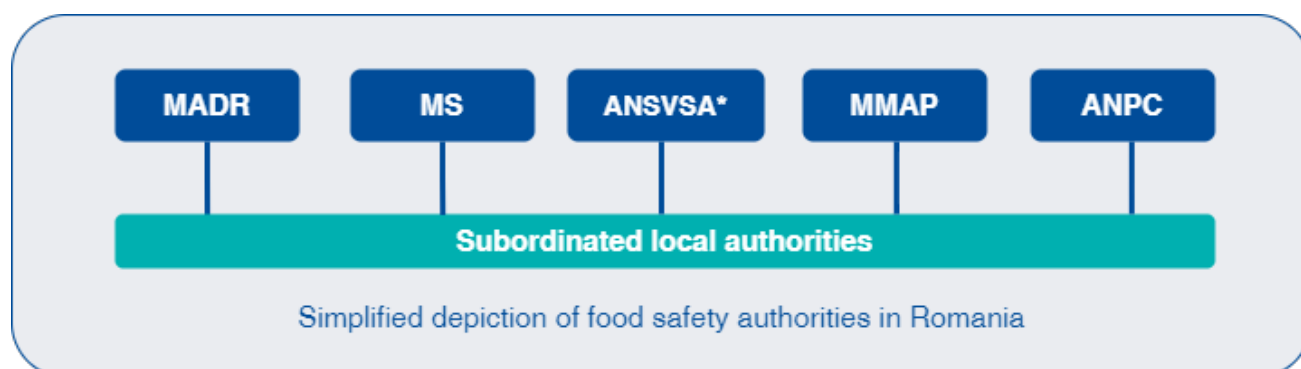 MADR MS ANSVSA* MMAP ANPC
Subordinated local authorities
Simplified depiction of food safety authorities in Romania